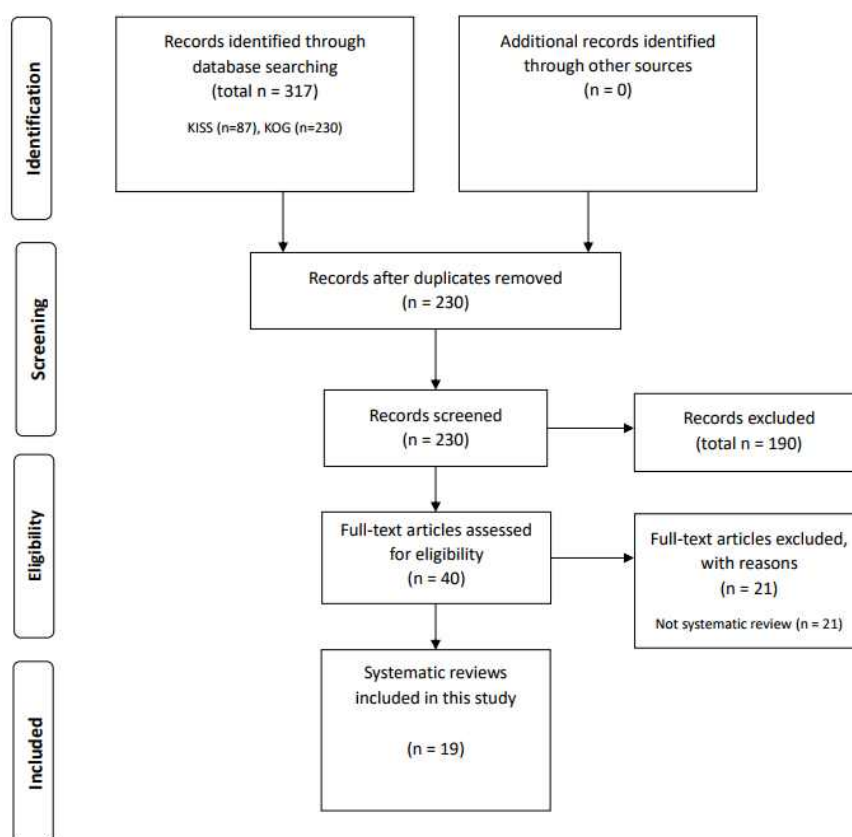 Identification
Records identified through
database searching
(total n = 317)
KISS (n=87), KOG (n=230)
Additional records identified
through other sources
(n = 0)
Screening
Records after duplicates removed
(n = 230)
Records screened
(n = 230)
Records excluded
(total n = 190)
Eligibility
Full-text articles assessed
for eligibility
(n = 40)
Full-text articles excluded,
with reasons
(n = 21)
Not systematic review (n = 21)
Included
Systematic reviews
included in this study
(n = 19)